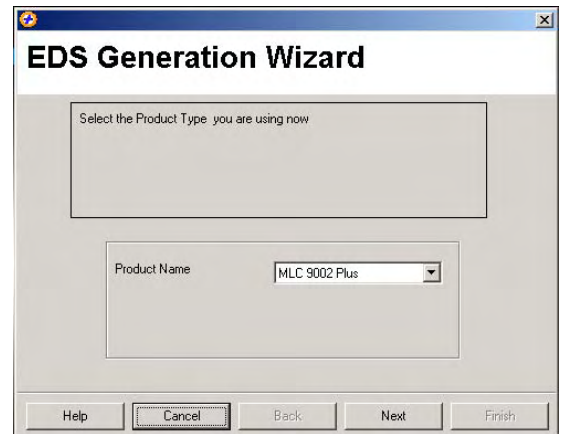 EDS Generation Wizard
Select the Product Type you are using now
Product Name MLC 9002 Plus
Help Cancel Back Next Finish